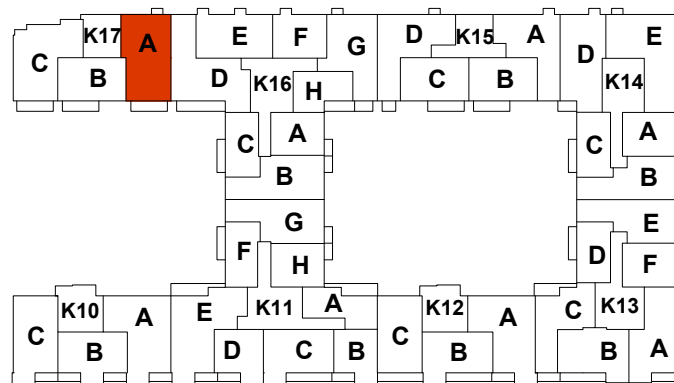 K17 A E F G D K15 A D E
C B D K16 H C B K14
C A C A
B B
G E
F H D F
K10 A E K11 A K12 A C K13
C B D C B C B B A